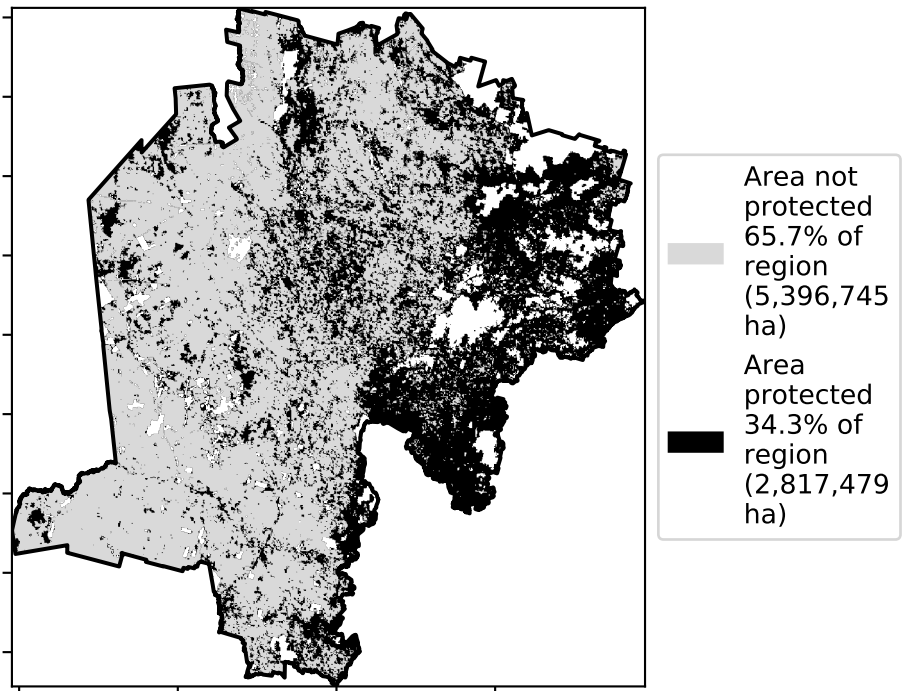 Area not
protected
65.7% of
region
(5,396,745
ha)
Area
protected
34.3% of
region
(2,817,479
ha)